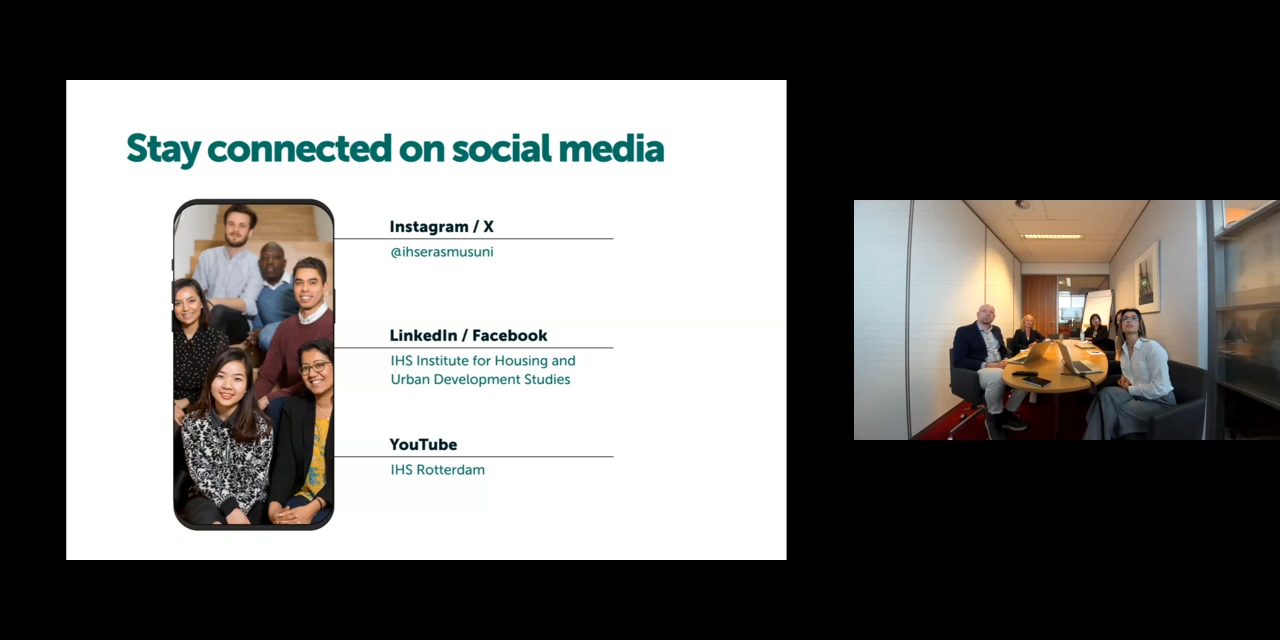 Stay connected on social media
Instagram / X
@ihserasmusuni
LinkedIn / Facebook
IHS Institute for Housing and
Urban Development Studies
YouTube
IHS Rotterdam